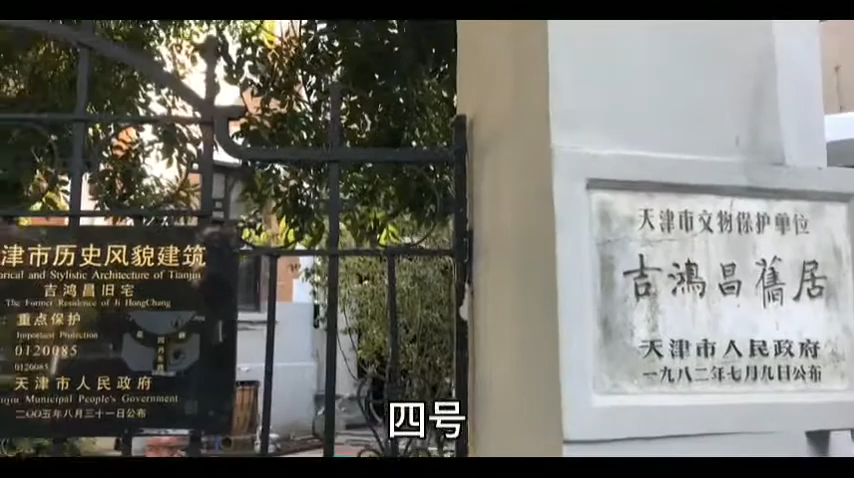 津市历史风貌建筑
orical and Stylistic Architecture of Tianjin
吉鸿昌旧宅
The Former Residence of Ji HongChang
重点保护
Important Protection
0120085
0120085
天津市人民政府
Municipal People's Government
二〇〇五年八月三十一日公布
天津市文物保护单位
吉鴻昌舊居
天津市人民政府
一九八二年七月九日公布
四号